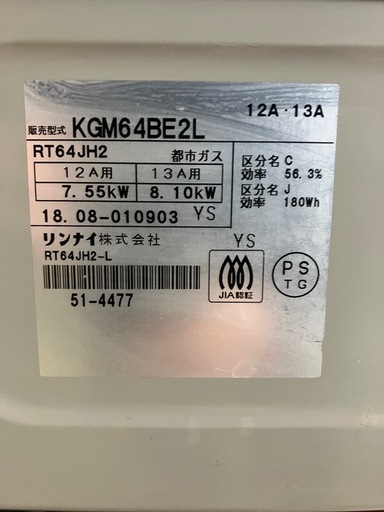 12A・13A
販売型式 KGM64BE2L
RT64JH2 都市ガス
12A用 13A用
7.55kW 8.10kW
区分名 C
効率 56.3%
区分名 J
効率 180Wh
18.08-010903 YS
リンナイ株式会社 YS
RT64JH2-L
51-4477
JIA認証
PS
TG